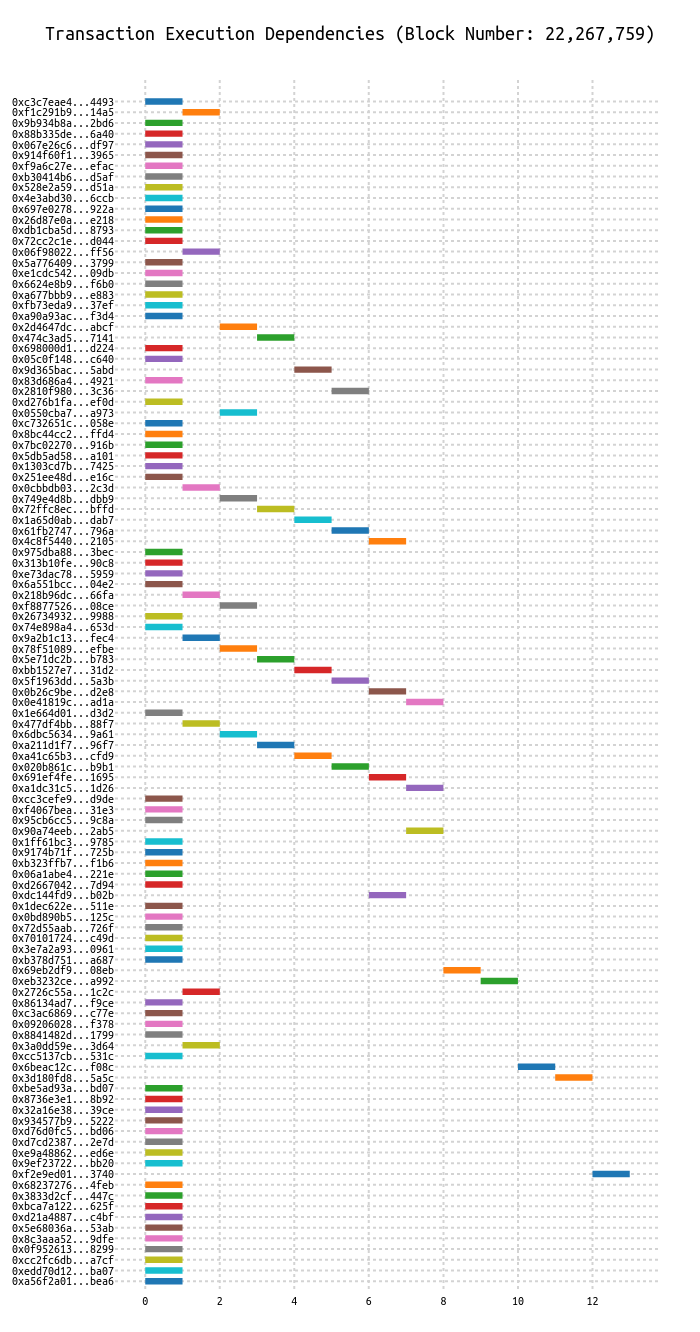 Transaction Execution Dependencies (Block Number: 22,267,759)
0xc3c7eae4...4493
0xf1c291b9...14a5
0x9b934b8a...2bd6
0x88b335de...6a40
0x067e26c6...df97
0x914f60f1...3965
0xf9a6c27e...efac
0xb30414b6...d5af
0x528e2a59...d51a
0x4e3abd30...6ccb
0x697e0278...922a
0x26d87e0a...e218
0xdb1cba5d...8793
0x72cc2c1e...d044
0x06f98022...ff56
0x5a776409...3799
0xe1cdc542...09db
0x6624e8b9...f6b0
0xa677bbb9...e883
0xfb73eda9...37ef
0xa90a93ac...f3d4
0x2d4647dc...abcf
0x474c3ad5...7141
0x698000d1...d224
0x05c0f148...c640
0x9d365bac...5abd
0x83d686a4...4921
0x2810f980...3c36
0xd276b1fa...ef0d
0x0550cba7...a973
0xc732651c...058e
0x8bc44cc2...ffd4
0x7bc02270...916b
0x5db5ad58...a101
0x1303cd7b...7425
0x251ee48d...e16c
0x0cbbdb03...2c3d
0x749e4d8b...dbb9
0x72ffc8ec...bffd
0x1a65d0ab...dab7
0x61fb2747...796a
0x4c8f5440...2105
0x975dba88...3bec
0x313b10fe...90c8
0xe73dac78...5959
0x6a551bcc...04e2
0x218b96dc...66fa
0xf8877526...08ce
0x26734932...9988
0x74e898a4...653d
0x9a2b1c13...fec4
0x78f51089...efbe
0x5e71dc2b...b783
0xbb1527e7...31d2
0x5f1963dd...5a3b
0x0b26c9be...d2e8
0x0e41819c...ad1a
0x1e664d01...d3d2
0x477df4bb...88f7
0x6dbc5634...9a61
0xa211d1f7...96f7
0xa41c65b3...cfd9
0x020b861c...b9b1
0x691ef4fe...1695
0xa1dc31c5...1d26
0xcc3cefe9...d9de
0xf4067bea...31e3
0x95cb6cc5...9c8a
0x90a74eeb...2ab5
0x1ff61bc3...9785
0x9174b71f...725b
0xb323ffb7...f1b6
0x06a1abe4...221e
0xd2667042...7d94
0xdc144fd9...b02b
0x1dec622e...511e
0x0bd890b5...125c
0x72d55aab...726f
0x70101724...c49d
0x3e7a2a93...0961
0xb378d751...a687
0x69eb2df9...08eb
0xeb3232ce...a992
0x2726c55a...1c2c
0x86134ad7...f9ce
0xc3ac6869...c77e
0x09206028...f378
0x8841482d...1799
0x3a0dd59e...3d64
0xcc5137cb...531c
0x6beac12c...f08c
0x3d180fd8...5a5c
0xbe5ad93a...bd07
0x8736e3e1...8b92
0x32a16e38...39ce
0x934577b9...5222
0xd76d0fc5...bd06
0xd7cd2387...2e7d
0xe9a48862...ed6e
0x9ef23722...bb20
0xf2e9ed01...3740
0x68237276...4feb
0x3833d2cf...447c
0xbca7a122...625f
0xd21a4887...c4bf
0x5e68036a...53ab
0x8c3aaa52...9dfe
0x0f952613...8299
0xcc2fc6db...a7cf
0xedd70d12...ba07
0xa56f2a01...bea6
0 2 4 6 8 10 12